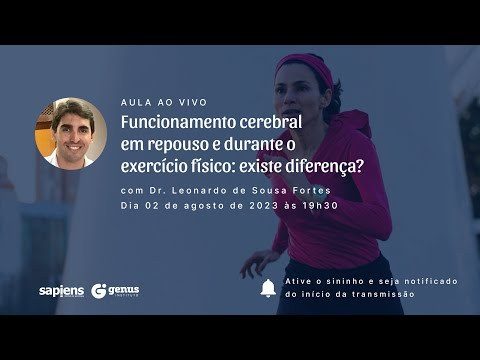 AULA AO VIVO
Funcionamento cerebral
em repouso e durante o
exercício físico: existe diferença?
com Dr. Leonardo de Sousa Fortes
Dia 02 de agosto de 2023 às 19h30
Ative o sininho e seja notificado
do início da transmissão
sapiens
genus
INSTITUTO